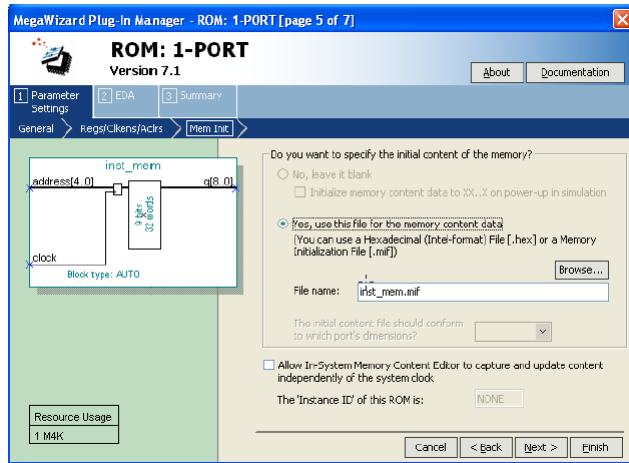 MegaWizard Plug-In Manager - ROM: 1-PORT [page 5 of 7]
ROM: 1-PORT
Version 7.1
About
Documentation
1 Parameter Settings
2 EDA
3 Summary
General
Regs/Clkens/Aclrs
Mem Init
inst_mem
address[4..0]
q[8..0]
9 bits
32 words
clock
Block type: AUTO
Do you want to specify the initial content of the memory?
No, leave it blank
Initialize memory content data to XX..X on power-up in simulation
Yes, use this file for the memory content data
(You can use a Hexadecimal (Intel-format) File [.hex] or a Memory
Initialization File [.mif])
Browse...
File name:
inst_mem.mif
The initial content file should conform
to which port's dimensions?
Allow In-System Memory Content Editor to capture and update content
independently of the system clock
The 'Instance ID' of this ROM is:
NONE
Resource Usage
1 M4K
Cancel
< Back
Next >
Finish